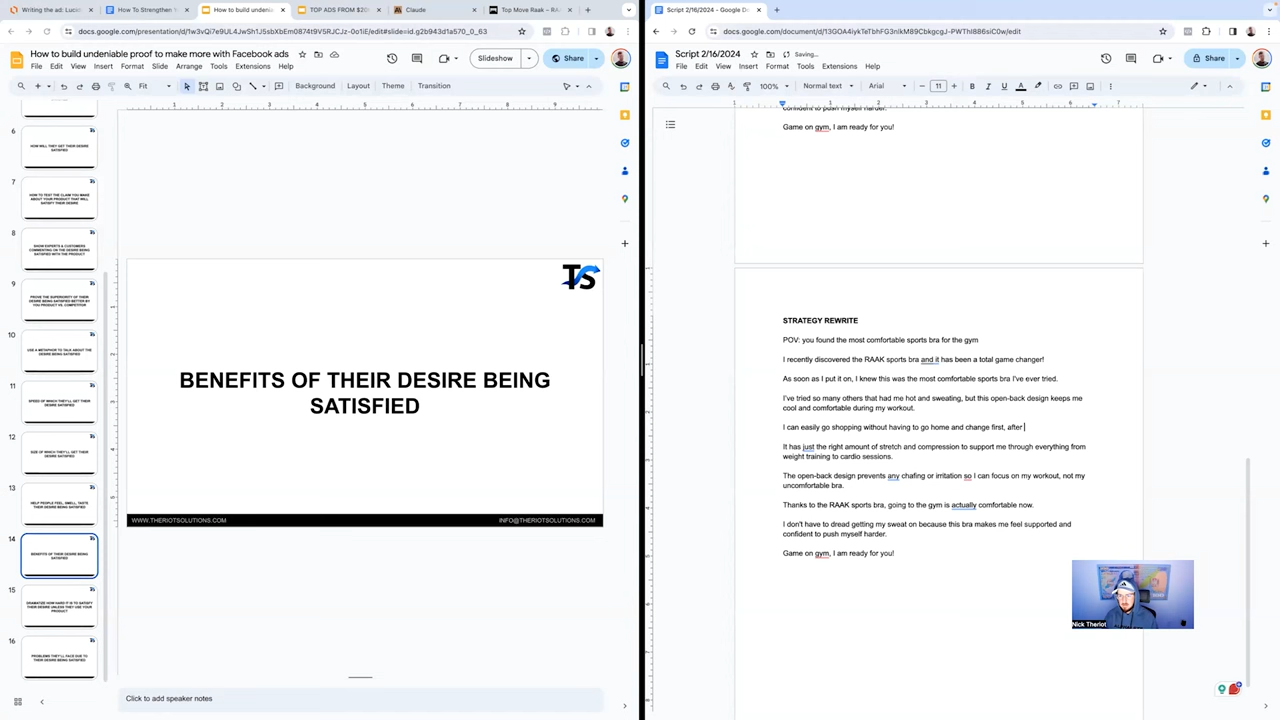 Writing the ad: Luck
How To Strengthen
How to build undenia
TOP ADS FROM $20
Claude
Top Move Raak – RA
docs.google.com/presentation/d/1w3vQi7e9UL4JwSh1J5sbXbEm0874t9V5RJCJz-0o1iE/edit#slide=id.g2b943d1a570_0_63
How to build undeniable proof to make more with Facebook ads
File Edit View Insert Format Slide Arrange Tools Extensions Help
Slideshow
Share
Fit
Background Layout Theme Transition
6
HOW WILL THEY GET THEIR DESIRE
SATISFIED
7
HOW TO TEST THE CLAIM YOU MAKE
ABOUT YOUR PRODUCT THAT WILL
SATISFY THEIR DESIRE
8
SHOW EXPERTS & CUSTOMERS
COMMENTING ON THE DESIRE BEING
SATISFIED WITH THE PRODUCT
9
PROVE THE SUPERIORITY OF THEIR
DESIRE BEING SATISFIED BETTER BY
YOU PRODUCT VS. COMPETITOR
10
USE A METAPHOR TO TALK ABOUT THE
DESIRE BEING SATISFIED
11
SPEED OF WHICH THEY'LL GET THEIR
DESIRE SATISFIED
12
SIZE OF WHICH THEY'LL GET THEIR
DESIRE SATISFIED
13
HELP PEOPLE FEEL, SMELL, TASTE
THEIR DESIRE BEING SATISFIED
14
BENEFITS OF THEIR DESIRE BEING
SATISFIED
15
DRAMATIZE HOW HARD IT IS TO SATISFY
THEIR DESIRE UNLESS THEY USE YOUR
PRODUCT
16
PROBLEMS THEY'LL FACE DUE TO
THEIR DESIRE BEING SATISFIED
TS
BENEFITS OF THEIR DESIRE BEING
SATISFIED
WWW.THERIOTSOLUTIONS.COM
INFO@THERIOTSOLUTIONS.COM
Click to add speaker notes
Script 2/16/2024 - Google Do
docs.google.com/document/d/13GOA4iykTeTbhFG3nlkM89CbkgcgJ-PWThI886siC0w/edit
Script 2/16/2024
Saving...
File Edit View Insert Format Tools Extensions Help
Share
100% Normal text Arial 11
confident to push myself harder.
Game on gym, I am ready for you!
STRATEGY REWRITE
POV: you found the most comfortable sports bra for the gym
I recently discovered the RAAK sports bra and it has been a total game changer!
As soon as I put it on, I knew this was the most comfortable sports bra I've ever tried.
I've tried so many others that had me hot and sweating, but this open-back design keeps me
cool and comfortable during my workout.
I can easily go shopping without having to go home and change first, after
It has just the right amount of stretch and compression to support me through everything from
weight training to cardio sessions.
The open-back design prevents any chafing or irritation so I can focus on my workout, not my
uncomfortable bra.
Thanks to the RAAK sports bra, going to the gym is actually comfortable now.
I don't have to dread getting my sweat on because this bra makes me feel supported and
confident to push myself harder.
Game on gym, I am ready for you!
Nick Theriot